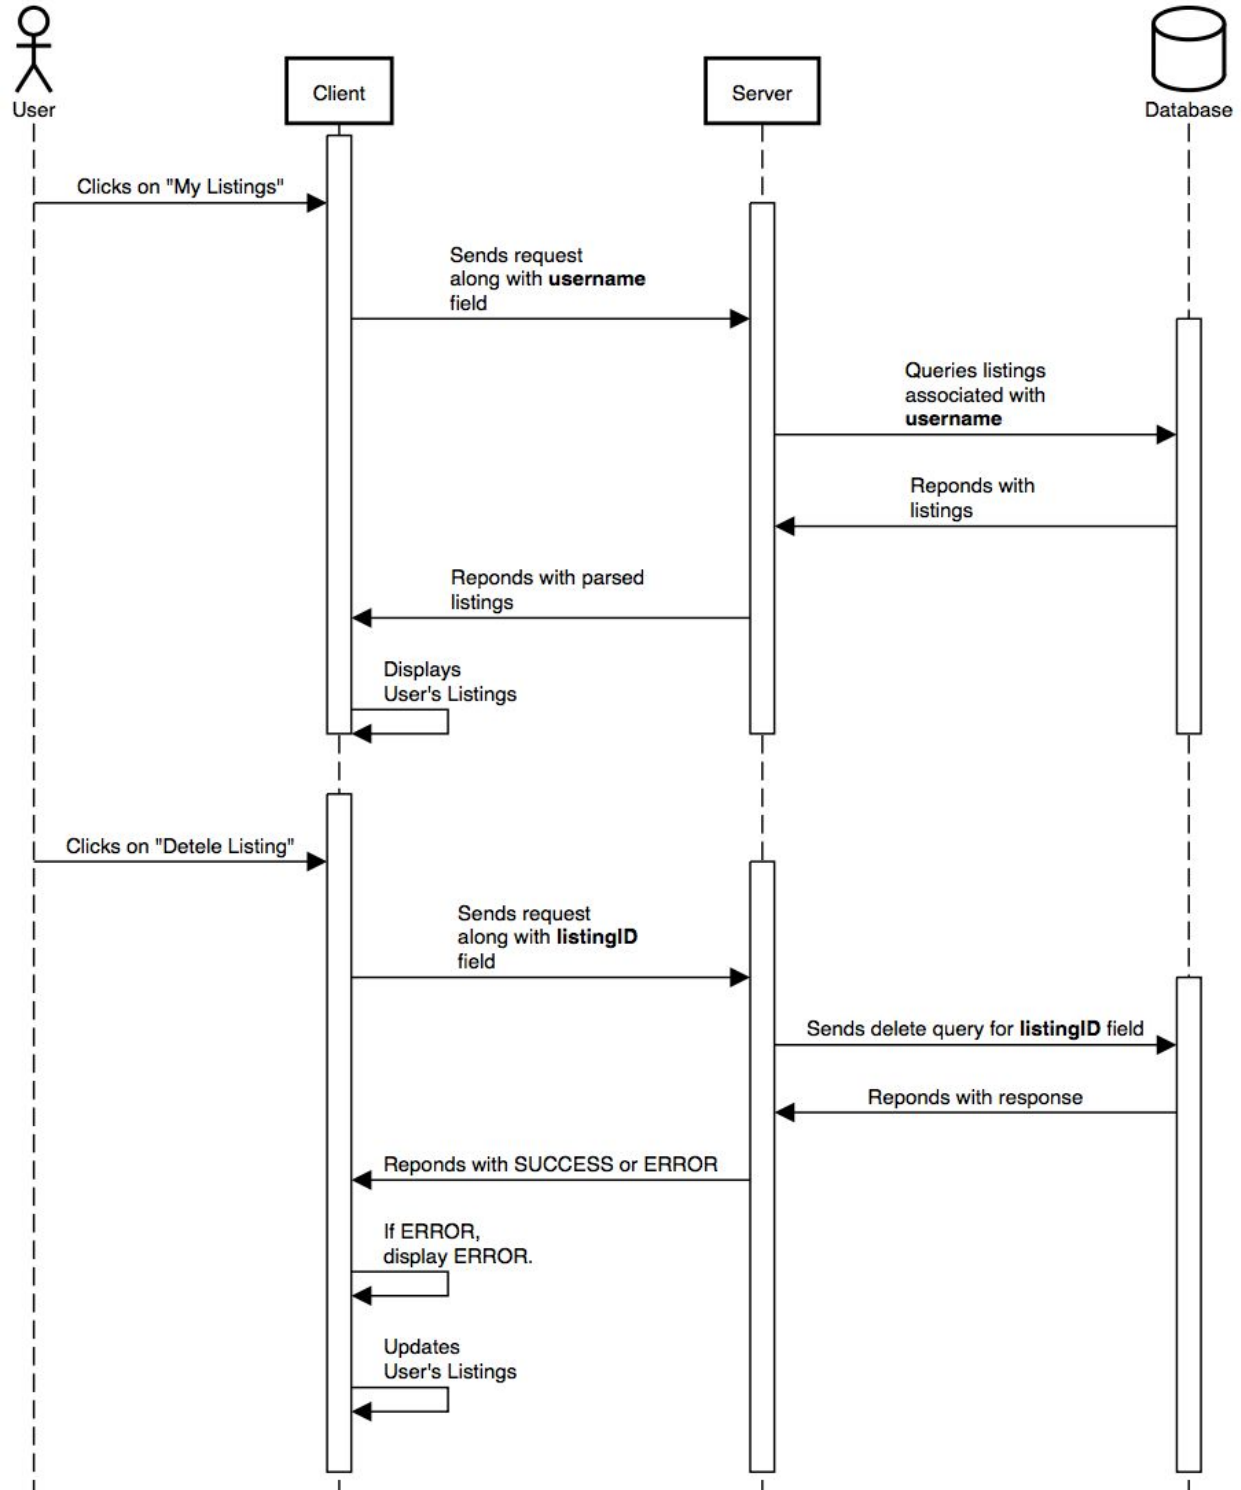 User
Client
Server
Database
Clicks on "My Listings"
Sends request
along with username
field
Queries listings
associated with
username
Reponds with
listings
Reponds with parsed
listings
Displays
User's Listings
Clicks on "Detele Listing"
Sends request
along with listingID
field
Sends delete query for listingID field
Reponds with response
Reponds with SUCCESS or ERROR
If ERROR,
display ERROR.
Updates
User's Listings